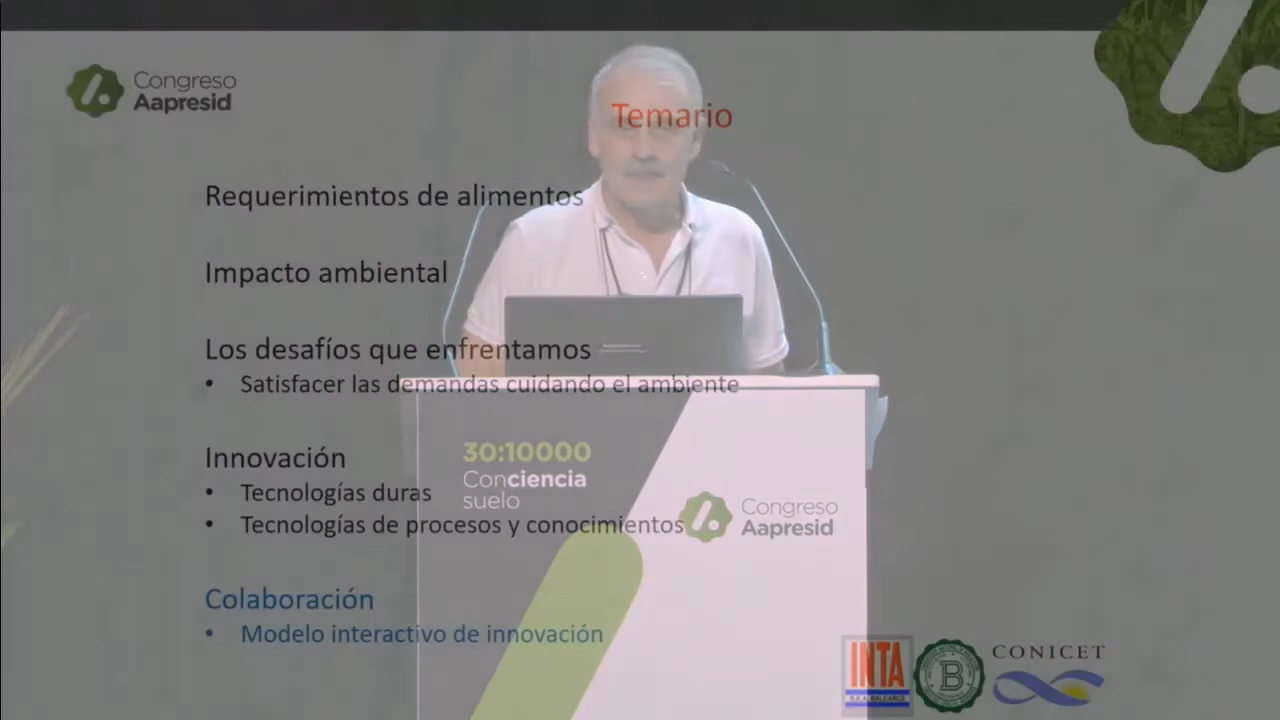 Congreso
Aapresid
Temario
Requerimientos de alimentos
Impacto ambiental
Los desafíos que enfrentamos
• Satisfacer las demandas cuidando el ambiente
Innovación
• Tecnologías duras
• Tecnologías de procesos y conocimientos
Colaboración
• Modelo interactivo de innovación
30:10000
Conciencia
suelo
Congreso
Aapresid
INTA
E.E.A. BALCARCE
B
CONICET